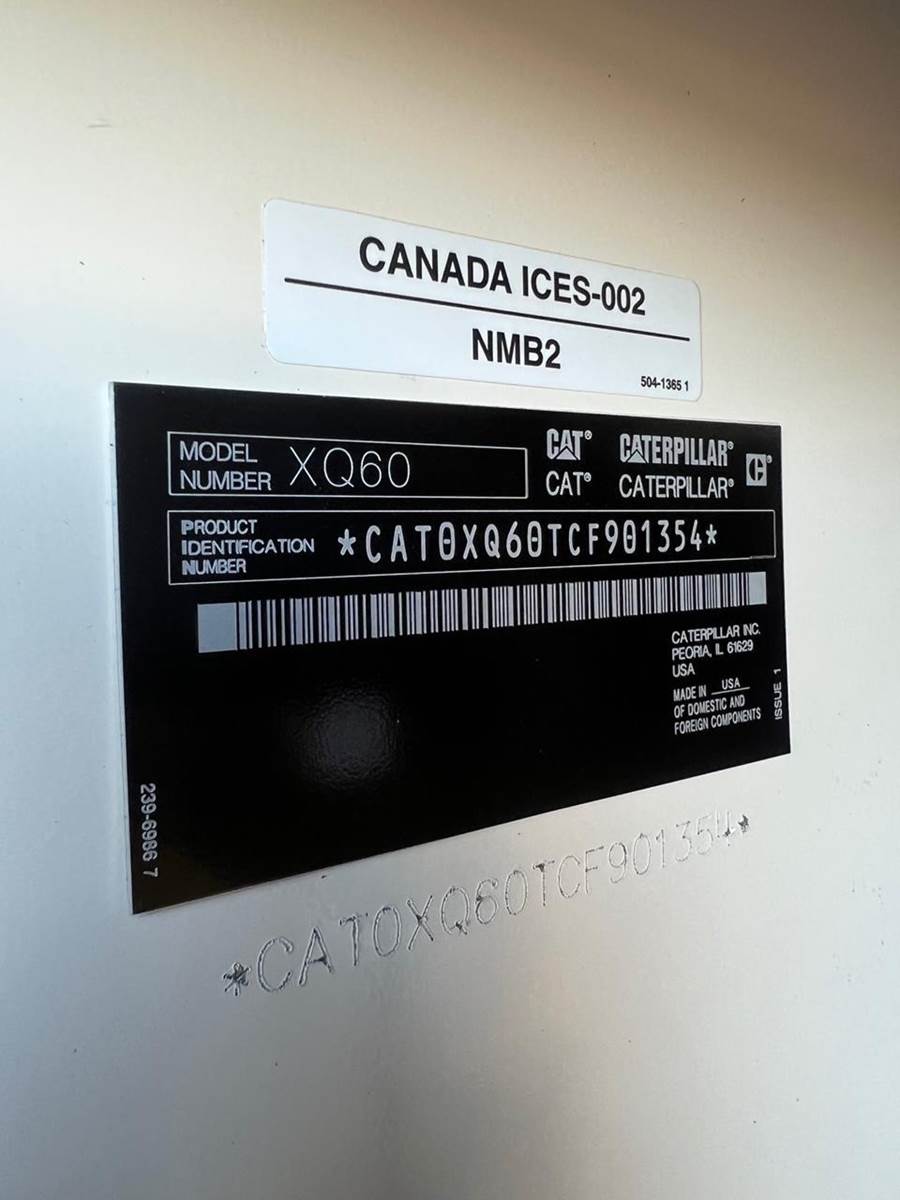 CANADA ICES-002
NMB2
504-1365 1
MODEL NUMBER XQ60
CAT® CATERPILLAR®
CAT® CATERPILLAR®
PRODUCT
IDENTIFICATION
NUMBER
*CAT0XQ60TCF901354*
CATERPILLAR INC.
PEORIA, IL 61629
USA
MADE IN USA
OF DOMESTIC AND
FOREIGN COMPONENTS
ISSUE 1
239-6986 7
*CAT0XQ60TCF901354*